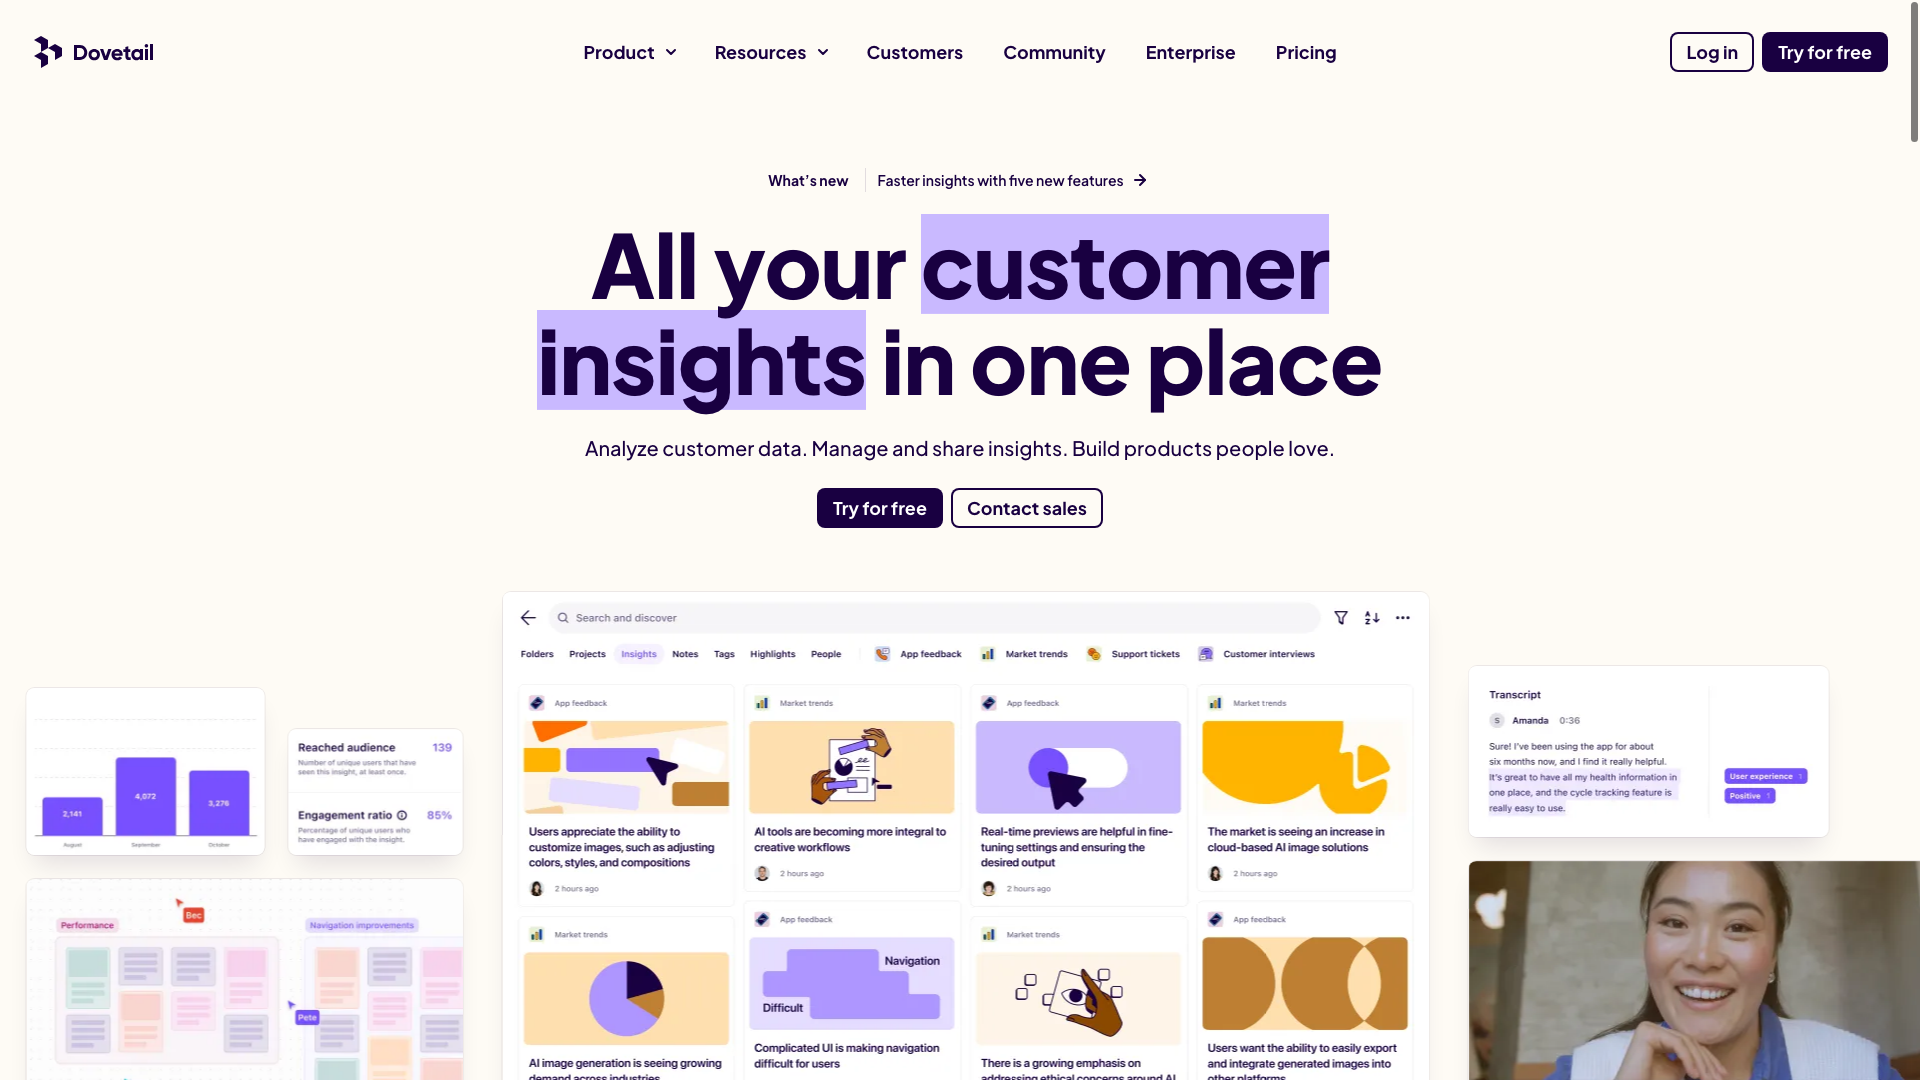 Dovetail
Product
Resources
Customers
Community
Enterprise
Pricing
Log in
Try for free
What's new
Faster insights with five new features
All your customer
insights in one place
Analyze customer data. Manage and share insights. Build products people love.
Try for free
Contact sales
Search and discover
Folders
Projects
Insights
Notes
Tags
Highlights
People
App feedback
Market trends
Support tickets
Customer interviews
2,141
4,072
3,276
August
September
October
Reached audience 139
Number of unique users that have
seen this insight, at least once.
Engagement ratio 85%
Percentage of unique users who
have engaged with the insight.
Performance
Bec
Navigation improvements
Pete
App feedback
Users appreciate the ability to
customize images, such as adjusting
colors, styles, and compositions
2 hours ago
Market trends
AI tools are becoming more integral to
creative workflows
2 hours ago
App feedback
Real-time previews are helpful in fine-
tuning settings and ensuring the
desired output
2 hours ago
Market trends
The market is seeing an increase in
cloud-based AI image solutions
2 hours ago
Market trends
AI image generation is seeing growing
demand across industries
App feedback
Navigation
Difficult
Complicated UI is making navigation
difficult for users
Market trends
There is a growing emphasis on
addressing ethical concerns around AI
App feedback
Users want the ability to easily export
and integrate generated images into
other platforms
Transcript
S Amanda 0:36
Sure! I've been using the app for about
six months now, and I find it really helpful.
It's great to have all my health information in
one place, and the cycle tracking feature is
really easy to use.
User experience 1
Positive 1